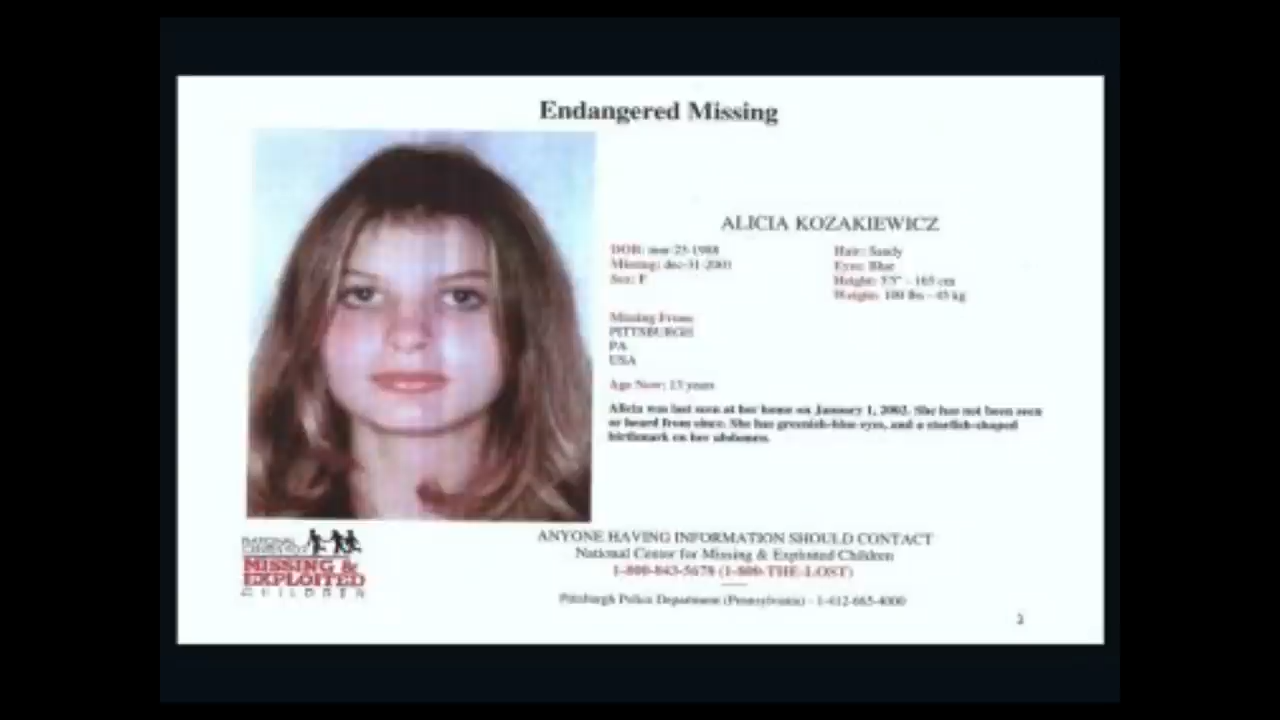 Endangered Missing
ALICIA KOZAKIEWICZ
DOB: mar-23-1988
Missing: dec-31-2001
Sex: F
Hair: Sandy
Eyes: Blue
Height: 5'5" - 165 cm
Weight: 100 lbs - 45 kg
Missing From:
PITTSBURGH
PA
USA
Age Now: 13 years
Alicia was last seen at her home on January 1, 2002. She has not been seen
or heard from since. She has greenish-blue eyes, and a starfish-shaped
birthmark on her abdomen.
NATIONAL
CENTER FOR
MISSING &
EXPLOITED
CHILDREN
ANYONE HAVING INFORMATION SHOULD CONTACT
National Center for Missing & Exploited Children
1-800-843-5678 (1-800-THE-LOST)
Pittsburgh Police Department (Pennsylvania) - 1-412-665-4000